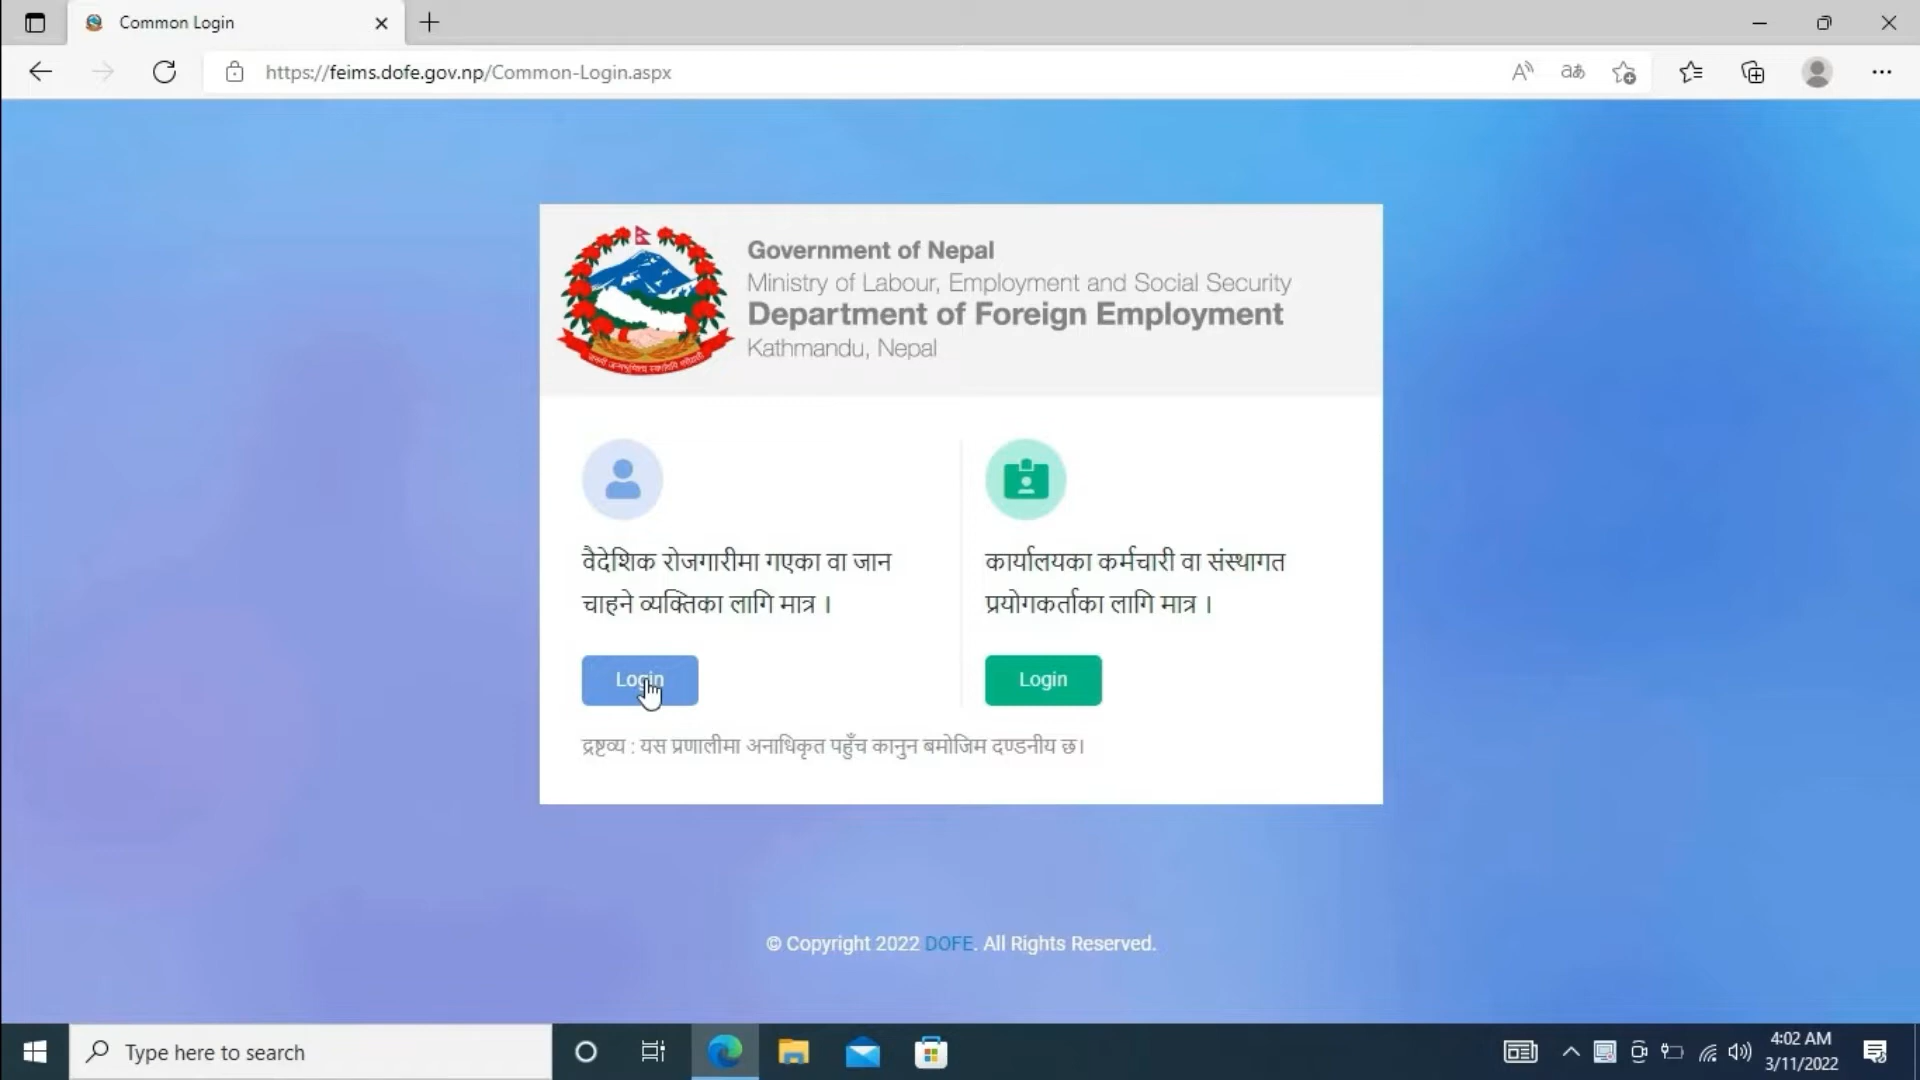 Common Login
https://feims.dofe.gov.np/Common-Login.aspx
Government of Nepal
Ministry of Labour, Employment and Social Security
Department of Foreign Employment
Kathmandu, Nepal
वैदेशिक रोजगारीमा गएका वा जान
चाहने व्यक्तिका लागि मात्र ।
Login
कार्यालयका कर्मचारी वा संस्थागत
प्रयोगकर्ताका लागि मात्र ।
Login
द्रष्टव्य : यस प्रणालीमा अनाधिकृत पहुँच कानुन बमोजिम दण्डनीय छ।
© Copyright 2022 DOFE. All Rights Reserved.
Type here to search
4:02 AM
3/11/2022